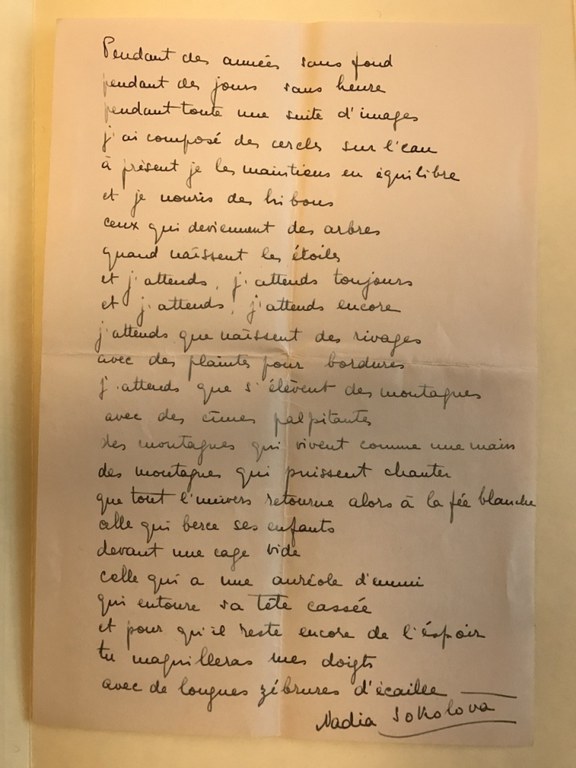 Pendant des années sans fond
pendant des jours sans heure
pendant toute une suite d'images
j'ai composé des cercles sur l'eau
à présent je les maintiens en équilibre
et je nourris des hiboux
ceux qui deviennent des arbres
quand naissent les étoiles
et j'attends, j'attends toujours
et j'attends, j'attends encore
j'attends que naissent des rivages
avec des plaintes pour bordures
j'attends que s'élèvent des montagnes
avec des cîmes palpitantes
des montagnes qui vivent comme une main
des montagnes qui puissent chanter
que tout l'univers retourne alors à la fée blanche
celle qui berce ses enfants
devant une cage vide
celle qui a une auréole d'ennui
qui entoure sa tête cassée
et pour qu'il reste encore de l'éspoir
tu maquilleras mes doigts
avec de longues zébrures d'écaille
Nadia Sokolova